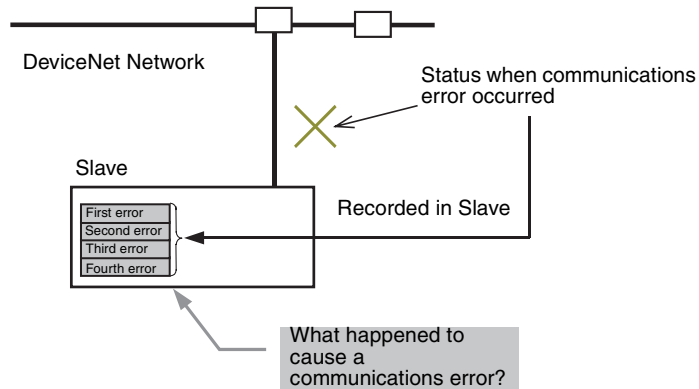 DeviceNet Network
Status when communications
error occurred
Slave
Recorded in Slave
First error
Second error
Third error
Fourth error
What happened to
cause a
communications error?